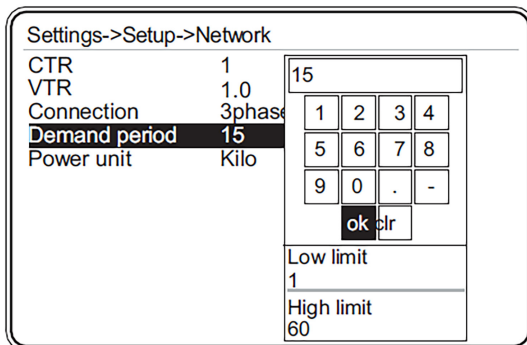 Settings->Setup->Network
CTR 1
VTR 1.0
Connection 3phase
Demand period 15
Power unit Kilo
15
1 2 3 4
5 6 7 8
9 0 . -
ok clr
Low limit
1
High limit
60